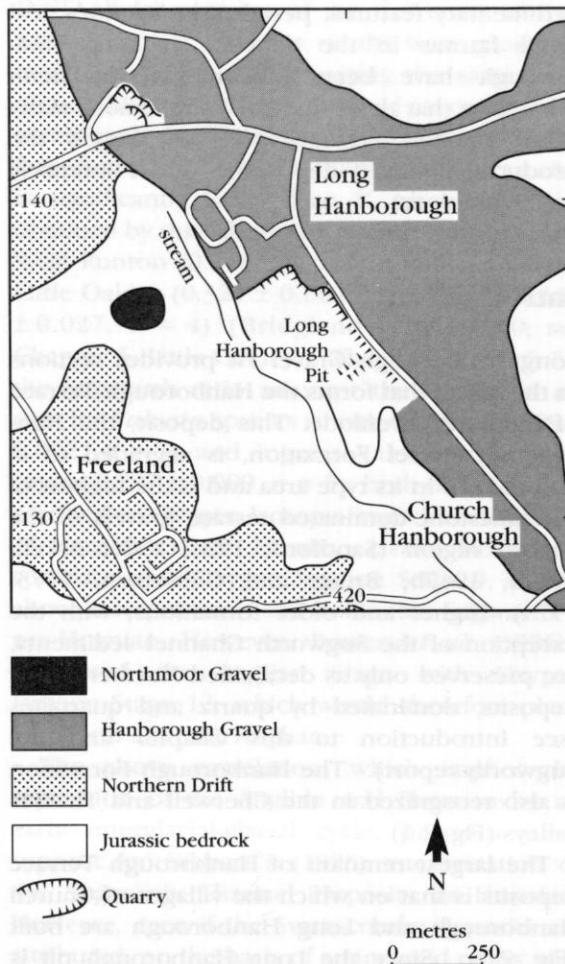 Long
Hanborough
140
stream
Long
Hanborough
Pit
Freeland
Church
Hanborough
130
420
Northmoor Gravel
Hanborough Gravel
Northern Drift
Jurassic bedrock
Quarry
N
metres
0 250